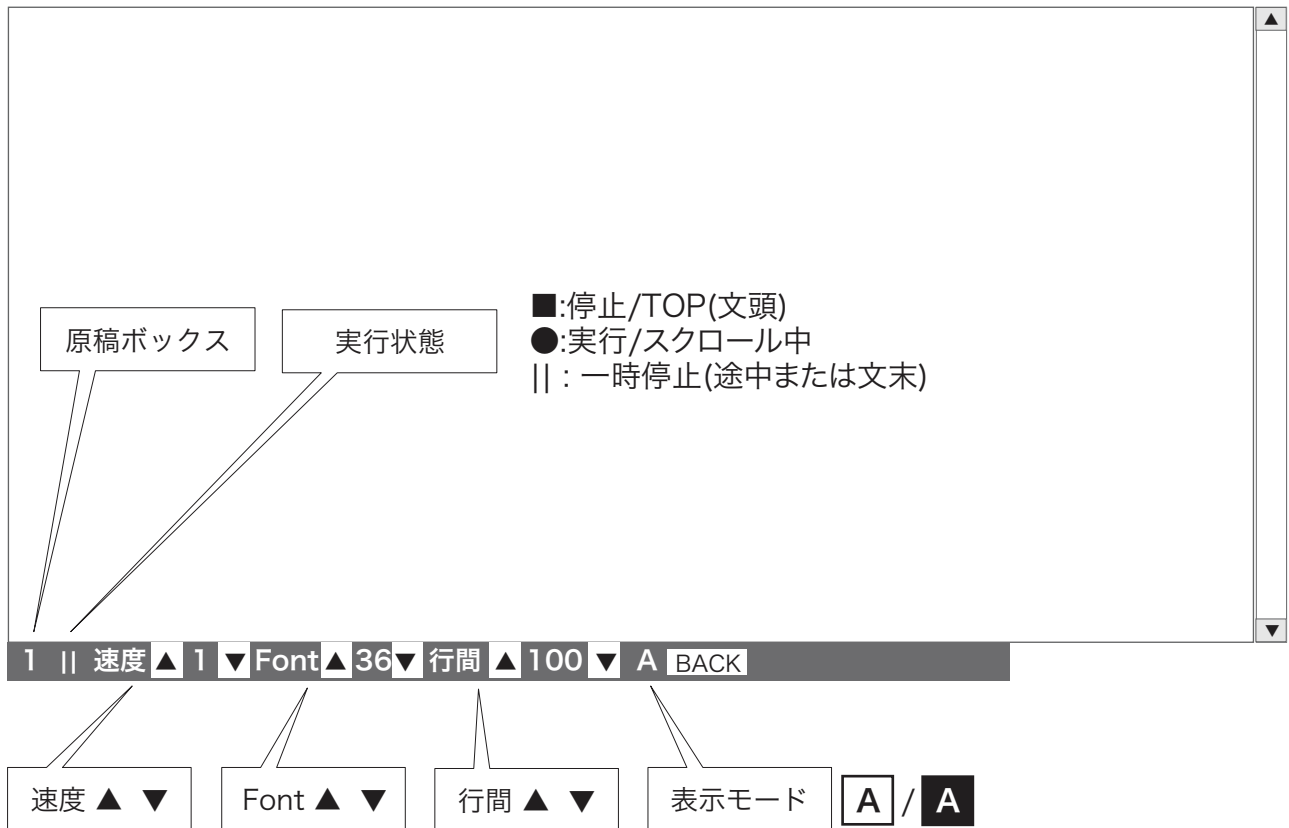 ▲
■:停止/TOP(文頭)
原稿ボックス
実行状態
●:実行/スクロール中
|| : 一時停止(途中または文末)
▼
1 || 速度 ▲ 1 ▼ Font ▲ 36 ▼ 行間 ▲ 100 ▼ A BACK
速度 ▲ ▼
Font ▲ ▼
行間 ▲ ▼
表示モード
A / A